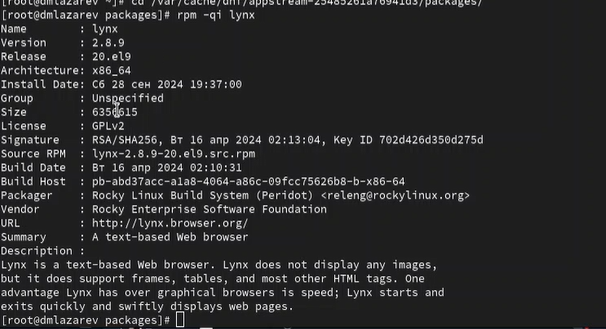 [root@dmlazarev ~]# cd /var/cache/dnf/appstream-25485261a76941d3/packages/
[root@dmlazarev packages]# rpm -qi lynx
Name        : lynx
Version     : 2.8.9
Release     : 20.el9
Architecture: x86_64
Install Date: Сб 28 сен 2024 19:37:00
Group       : Unspecified
Size        : 6356615
License     : GPLv2
Signature   : RSA/SHA256, Вт 16 апр 2024 02:13:04, Key ID 702d426d350d275d
Source RPM  : lynx-2.8.9-20.el9.src.rpm
Build Date  : Вт 16 апр 2024 02:10:31
Build Host  : pb-abd37acc-a1a8-4064-a86c-09fcc75626b8-b-x86-64
Packager    : Rocky Linux Build System (Peridot) <releng@rockylinux.org>
Vendor      : Rocky Enterprise Software Foundation
URL         : http://lynx.browser.org/
Summary     : A text-based Web browser
Description :
Lynx is a text-based Web browser. Lynx does not display any images,
but it does support frames, tables, and most other HTML tags. One
advantage Lynx has over graphical browsers is speed; Lynx starts and
exits quickly and swiftly displays web pages.
[root@dmlazarev packages]#